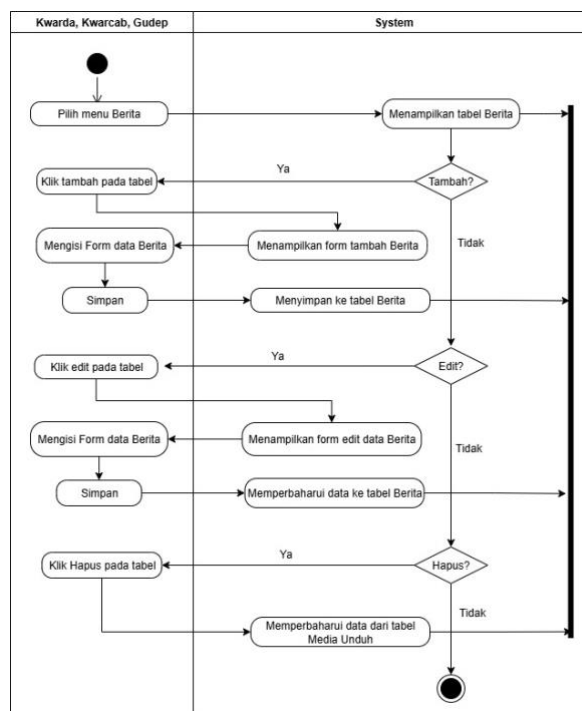 Kwarda, Kwarcab, Gudep
System
Pilih menu Berita
Menampilkan tabel Berita
Ya
Klik tambah pada tabel
Tambah?
Mengisi Form data Berita
Menampilkan form tambah Berita
Tidak
Simpan
Menyimpan ke tabel Berita
Ya
Klik edit pada tabel
Edit?
Mengisi Form data Berita
Menampilkan form edit data Berita
Tidak
Simpan
Memperbaharui data ke tabel Berita
Ya
Klik Hapus pada tabel
Hapus?
Tidak
Memperbaharui data dari tabel
Media Unduh